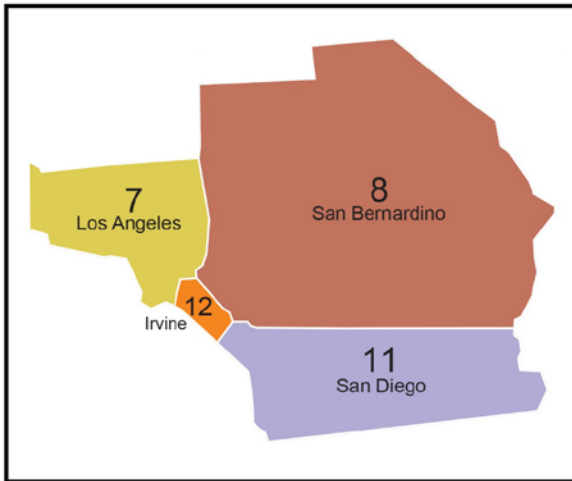 8
San Bernardino
7
Los Angeles
12
Irvine
11
San Diego